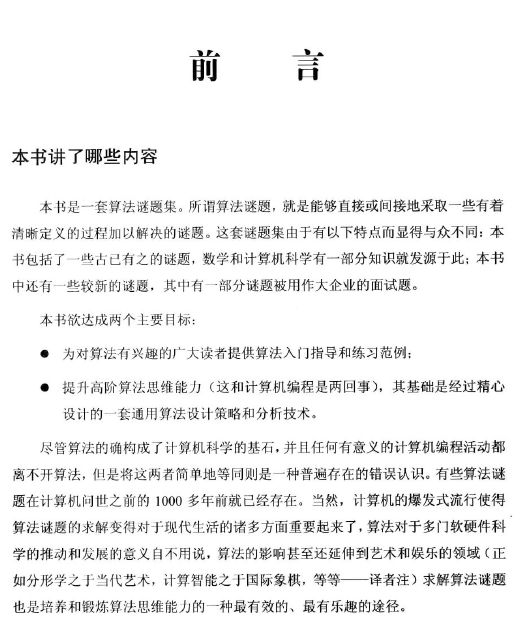 前言
本书讲了哪些内容
本书是一套算法谜题集。所谓算法谜题，就是能够直接或间接地采取一些有着
清晰定义的过程加以解决的谜题。这套谜题集由于有以下特点而显得与众不同：本
书包括了一些古已有之的谜题，数学和计算机科学有一部分知识就发源于此；本书
中还有一些较新的谜题，其中有一部分谜题被用作大企业的面试题。
本书欲达成两个主要目标：
● 为对算法有兴趣的广大读者提供算法入门指导和练习范例；
● 提升高阶算法思维能力（这和计算机编程是两回事），其基础是经过精心
设计的一套通用算法设计策略和分析技术。
尽管算法的确构成了计算机科学的基石，并且任何有意义的计算机编程活动都
离不开算法，但是将这两者简单地等同则是一种普遍存在的错误认识。有些算法谜
题在计算机问世之前的 1000 多年前就已经存在。当然，计算机的爆发式流行使得
算法谜题的求解变得对于现代生活的诸多方面重要起来了，算法对于多门软硬件科
学的推动和发展的意义自不用说，算法的影响甚至还延伸到艺术和娱乐的领域（正
如分形学之于当代艺术，计算智能之于国际象棋，等等——译者注）求解算法谜题
也是培养和锻炼算法思维能力的一种最有效的、最有乐趣的途径。